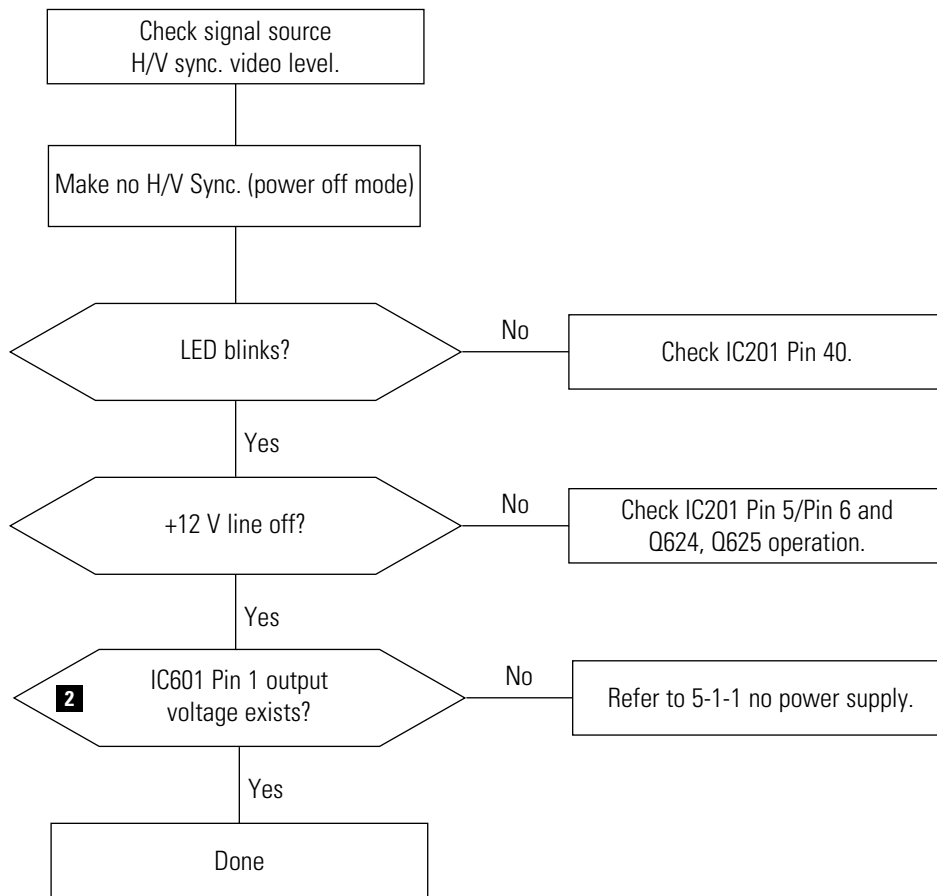 Check signal source
H/V sync. video level.
Make no H/V Sync. (power off mode)
LED blinks?
No
Check IC201 Pin 40.
Yes
+12 V line off?
No
Check IC201 Pin 5/Pin 6 and
Q624, Q625 operation.
Yes
2
IC601 Pin 1 output
voltage exists?
No
Refer to 5-1-1 no power supply.
Yes
Done